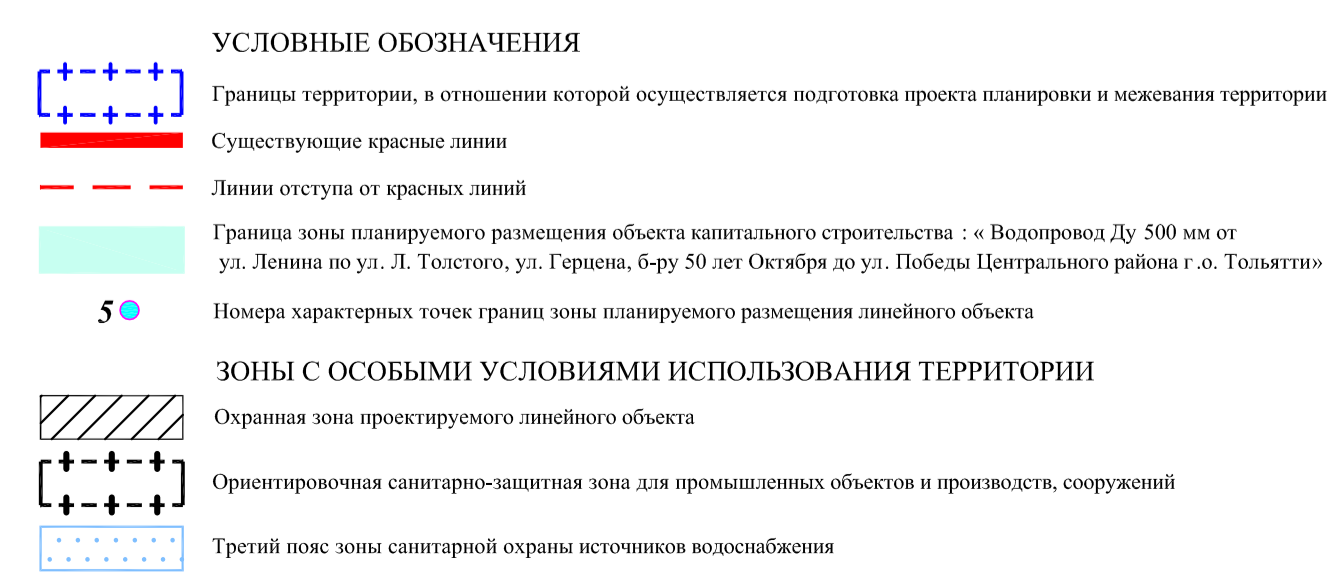 УСЛОВНЫЕ ОБОЗНАЧЕНИЯ
Границы территории, в отношении которой осуществляется подготовка проекта планировки и межевания территории
Существующие красные линии
Линии отступа от красных линий
Граница зоны планируемого размещения объекта капитального строительства : « Водопровод Ду 500 мм от
ул. Ленина по ул. Л. Толстого, ул. Герцена, б-ру 50 лет Октября до ул. Победы Центрального района г.о. Тольятти»
5 Номера характерных точек границ зоны планируемого размещения линейного объекта
ЗОНЫ С ОСОБЫМИ УСЛОВИЯМИ ИСПОЛЬЗОВАНИЯ ТЕРРИТОРИИ
Охранная зона проектируемого линейного объекта
Ориентировочная санитарно-защитная зона для промышленных объектов и производств, сооружений
Третий пояс зоны санитарной охраны источников водоснабжения